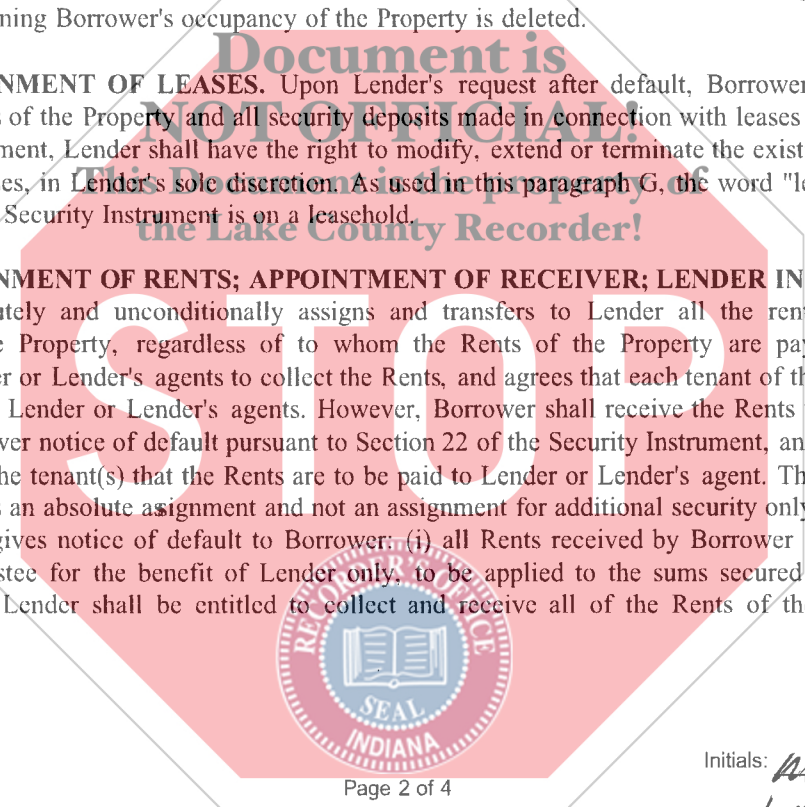 ning Borrower's occupancy of the Property is deleted.
Document is
NMENT OF LEASES. Upon Lender's request after default, Borrower
of the Property and all security deposits made in connection with leases
NOT OFFICIAL!
ment, Lender shall have the right to modify, extend or terminate the exist
es, in Lender's sole discretion. As used in this paragraph G, the word "le
This Document is the property of
Security Instrument is on a leasehold.
the Lake County Recorder!
NMENT OF RENTS; APPOINTMENT OF RECEIVER; LENDER IN
tely and unconditionally assigns and transfers to Lender all the ren
Property, regardless of to whom the Rents of the Property are pay
er or Lender's agents to collect the Rents, and agrees that each tenant of th
Lender or Lender's agents. However, Borrower shall receive the Rents
wer notice of default pursuant to Section 22 of the Security Instrument, an
he tenant(s) that the Rents are to be paid to Lender or Lender's agent. Th
an absolute assignment and not an assignment for additional security only
gives notice of default to Borrower: (i) all Rents received by Borrower
stee for the benefit of Lender only, to be applied to the sums secured
Lender shall be entitled to collect and receive all of the Rents of the
STOP
RECORDER'S OFFICE
SEAL
INDIANA
Initials:
Page 2 of 4